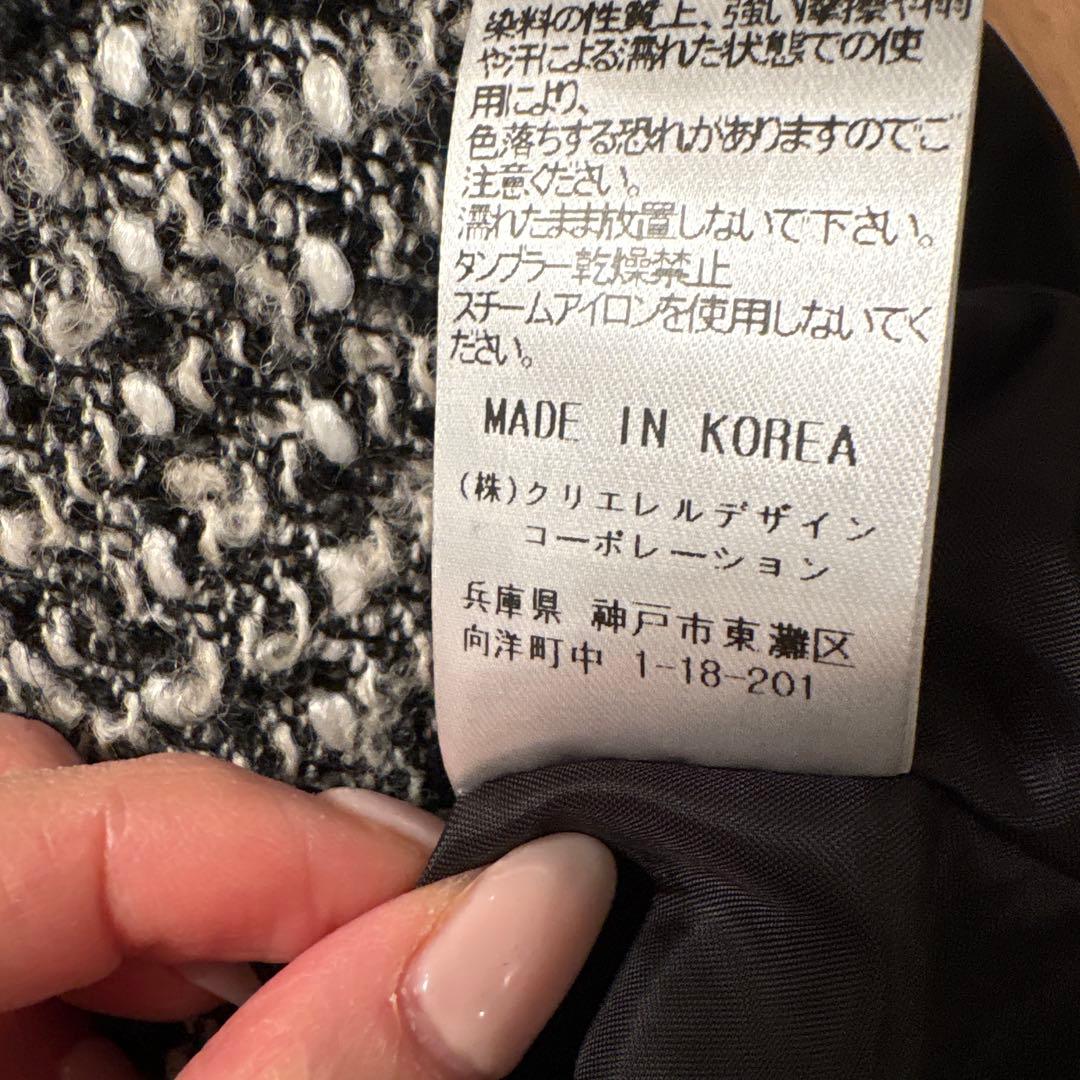 染料の性質上、強い摩擦や雨
や汗による濡れた状態での使
用により、
色落ちする恐れがありますのでご
注意ください。
濡れたまま放置しないで下さい。
タンブラー乾燥禁止
スチームアイロンを使用しないでく
ださい。
MADE IN KOREA
(株)クリエレルデザイン
コーポレーション
兵庫県 神戸市東灘区
向洋町中 1-18-201